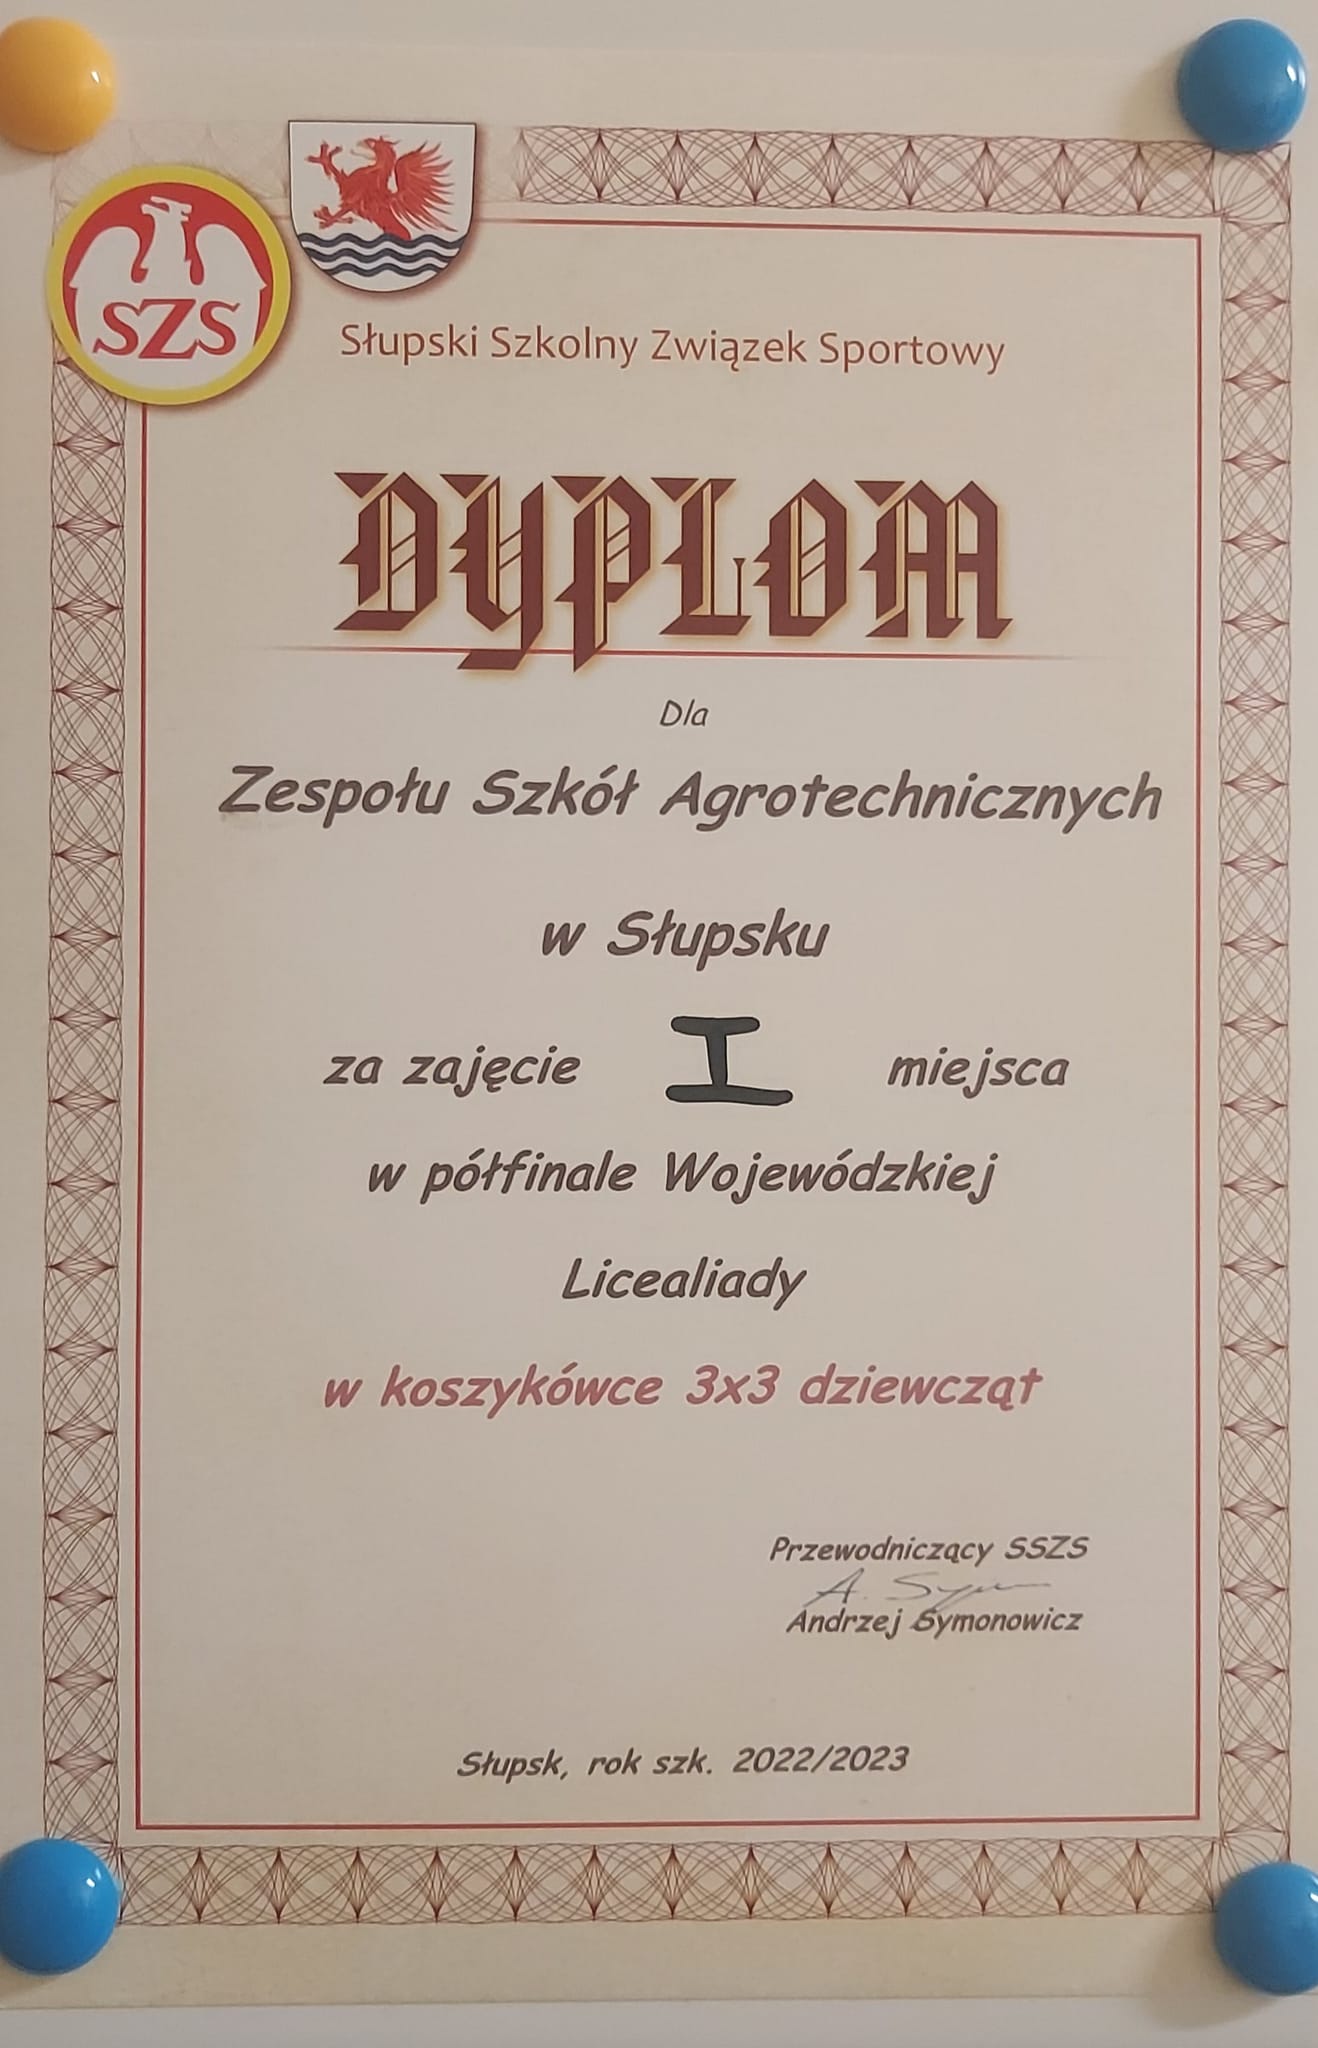 SZS
Słupski Szkolny Związek Sportowy
DYPLOM
Dla
Zespołu Szkół Agrotechnicznych
w Słupsku
za zajęcie I miejsca
w półfinale Wojewódzkiej
Licealiady
w koszykówce 3x3 dziewcząt
Przewodniczący SSZS
Andrzej Symonowicz
Słupsk, rok szk. 2022/2023